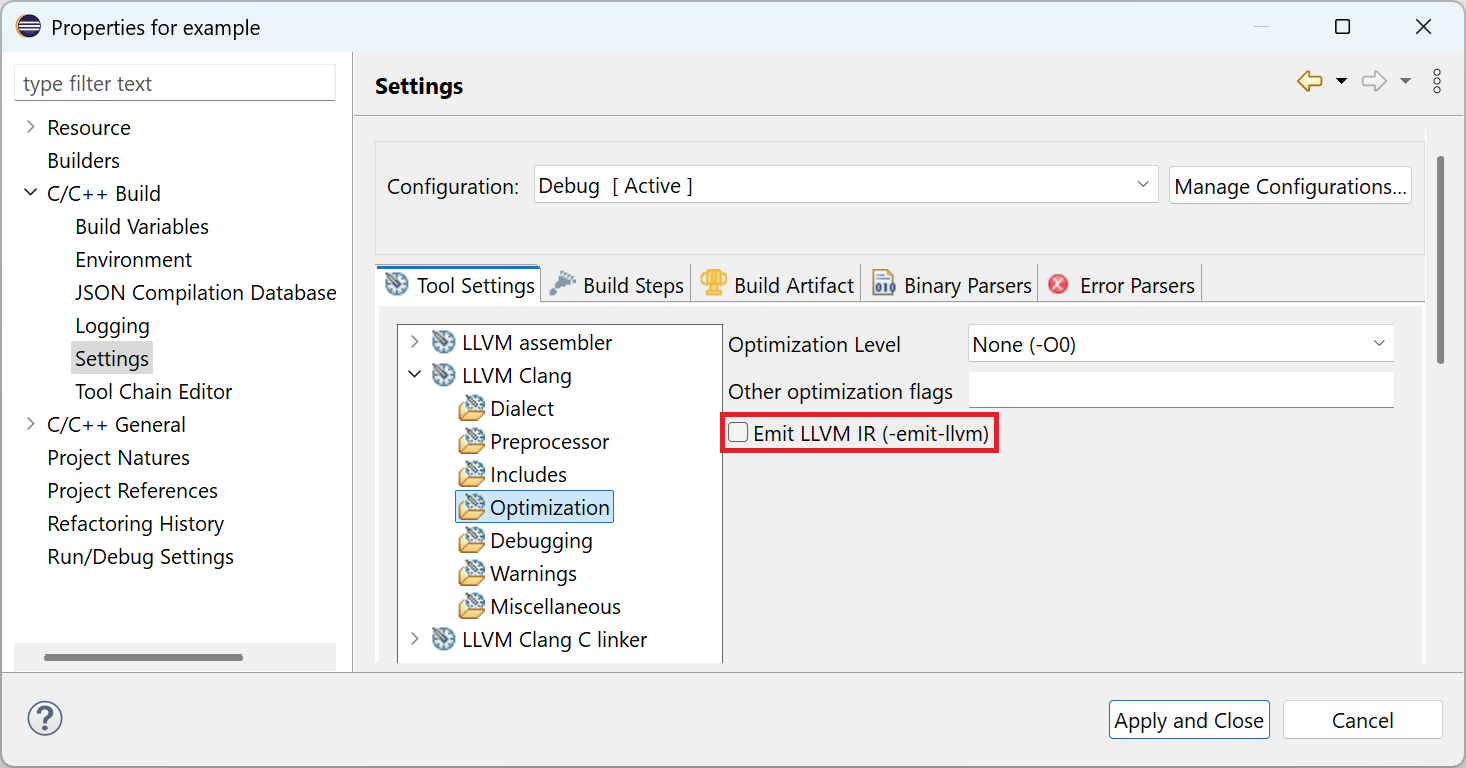 Properties for example
type filter text
Resource
Builders
C/C++ Build
Build Variables
Environment
JSON Compilation Database
Logging
Settings
Tool Chain Editor
C/C++ General
Project Natures
Project References
Refactoring History
Run/Debug Settings
Settings
Configuration: Debug [ Active ] Manage Configurations...
Tool Settings Build Steps Build Artifact 010 Binary Parsers Error Parsers
LLVM assembler
LLVM Clang
Dialect
Preprocessor
Includes
Optimization
Debugging
Warnings
Miscellaneous
LLVM Clang C linker
Optimization Level None (-O0)
Other optimization flags
Emit LLVM IR (-emit-llvm)
? Apply and Close Cancel